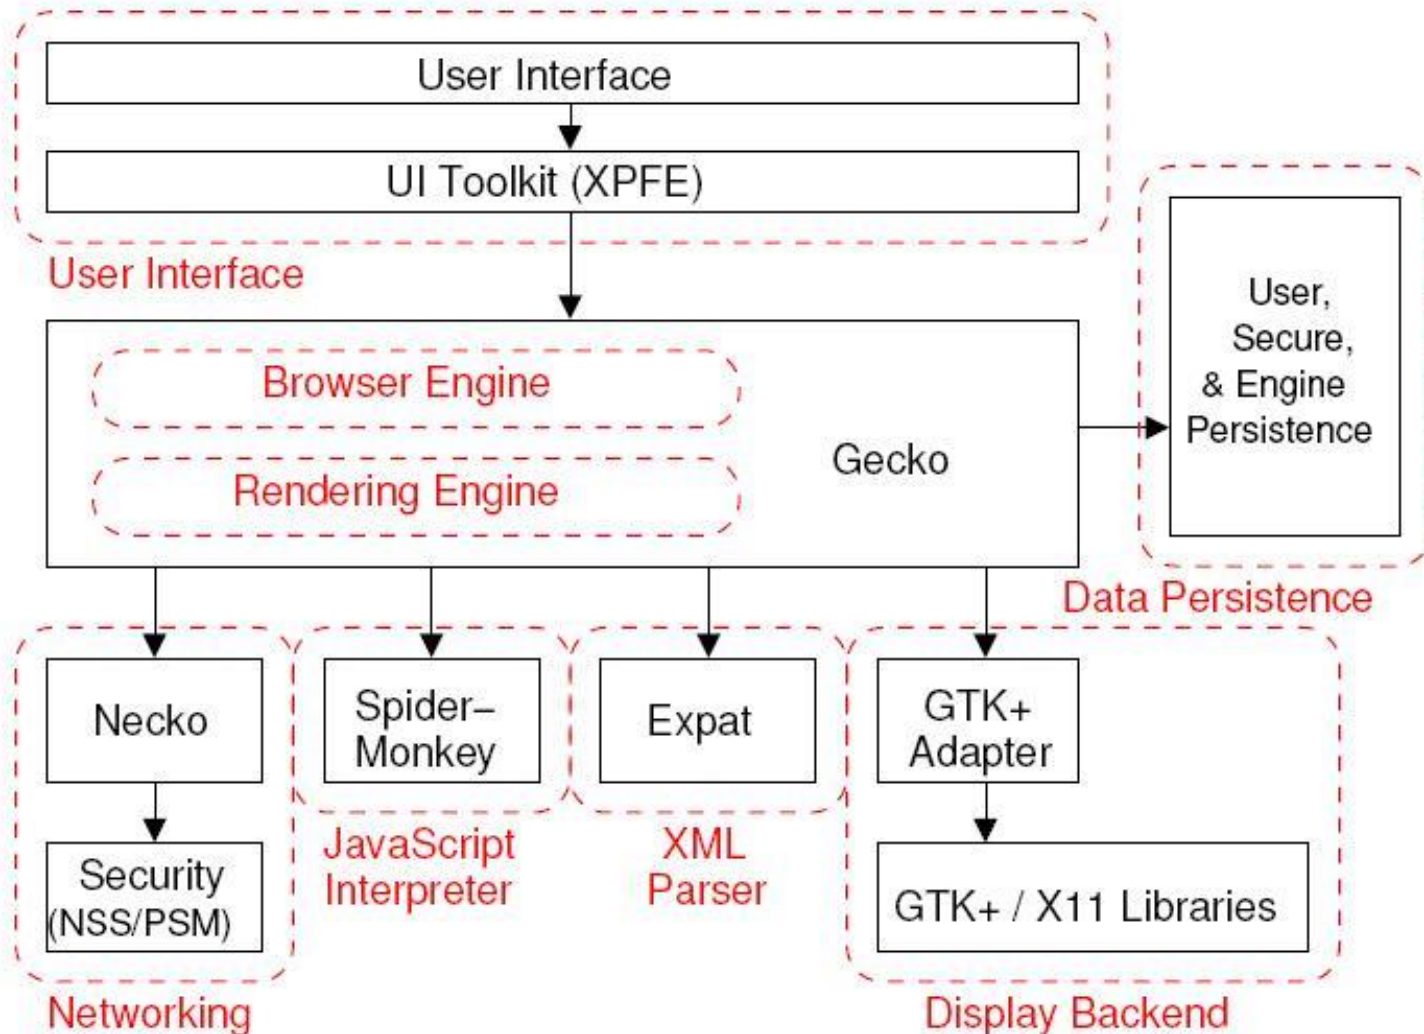 User Interface
UI Toolkit (XPFE)
User Interface
User,
Secure,
& Engine
Persistence
Browser Engine
Gecko
Rendering Engine
Data Persistence
Necko
Spider–
Monkey
Expat
GTK+
Adapter
Security
(NSS/PSM)
JavaScript
Interpreter
XML
Parser
GTK+ / X11 Libraries
Networking
Display Backend